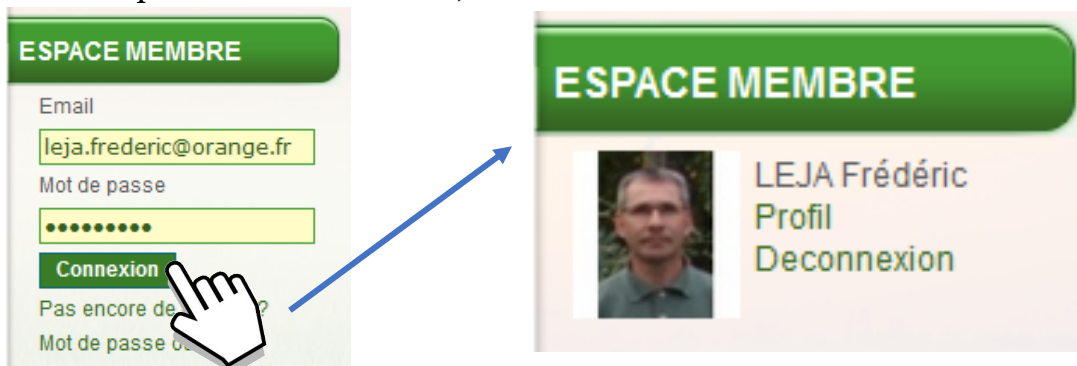 ESPACE MEMBRE
Email
leja.frederic@orange.fr
Mot de passe
•••••••••
Connexion
Pas encore de ?
Mot de passe
ESPACE MEMBRE
LEJA Frédéric
Profil
Deconnexion